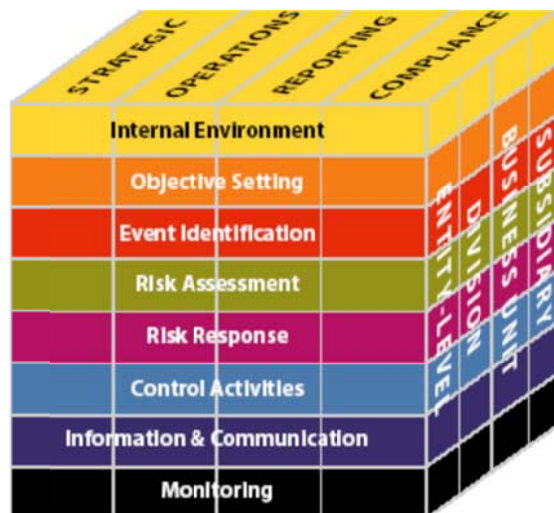 STRATEGIC
OPERATIONS
REPORTING
COMPLIANCE
Internal Environment
Objective Setting
Event Identification
Risk Assessment
Risk Response
Control Activities
Information & Communication
Monitoring
ENTITY-LEVEL
DIVISION
BUSINESS UNIT
SUBSIDIARY